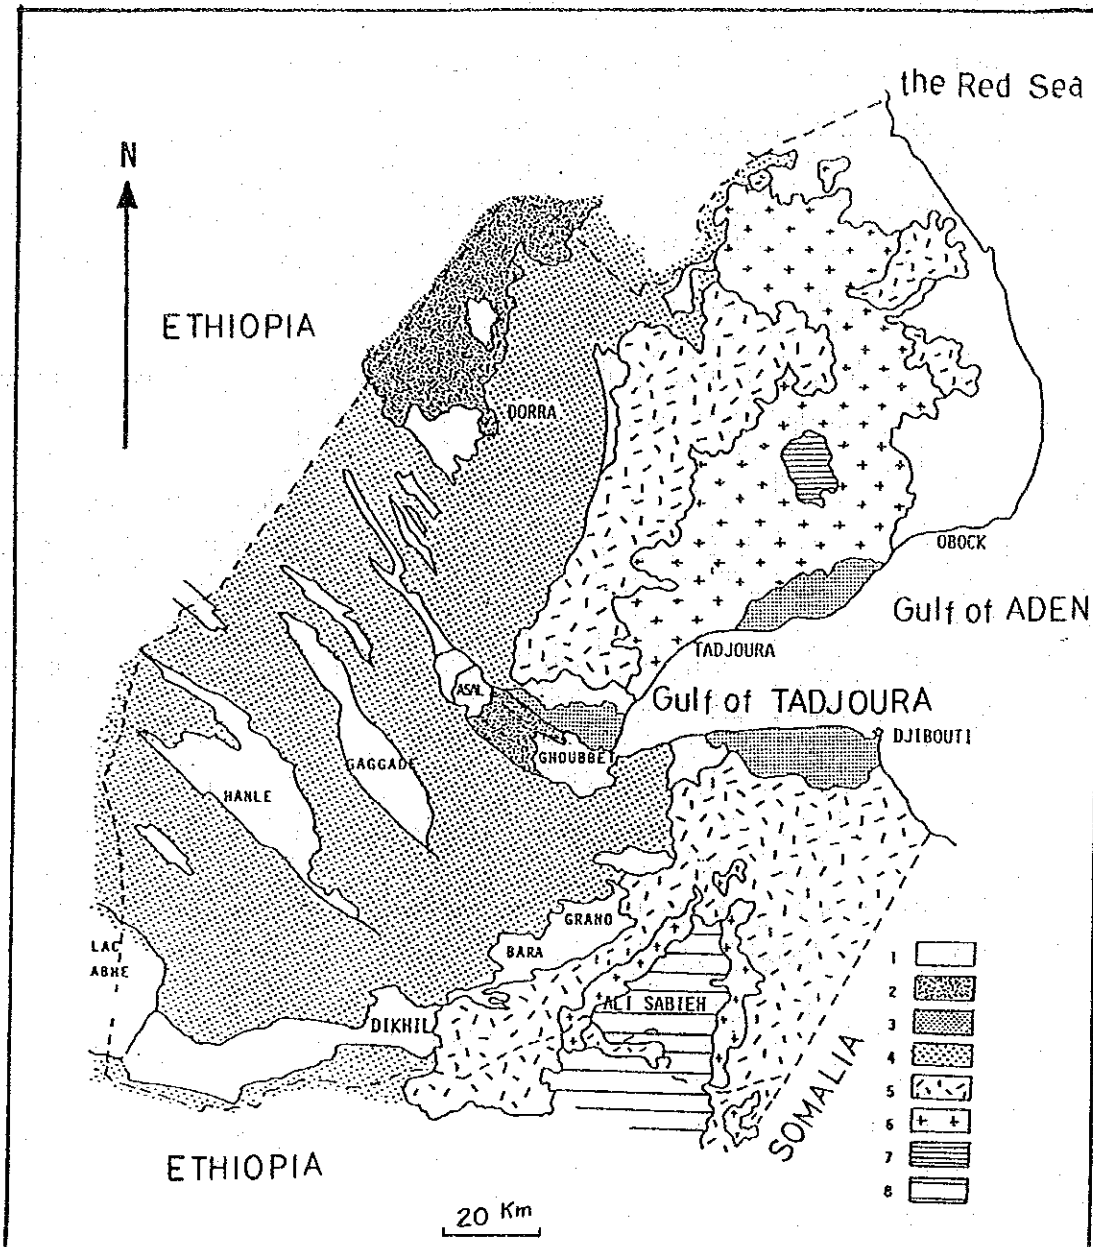 the Red Sea
N
ETHIOPIA
DORRA
OBOCK
Gulf of ADEN
TADJOURA
ASAL
Gulf of TADJOURA
DJIBOUTI
GHOUBBET
GAGGADE
HANLE
GRAND
BARA
LAC
ABHE
ALI SABIEH
DIKHIL
SOMALIA
ETHIOPIA
20 Km
1
2
3
4
5
6
7
8